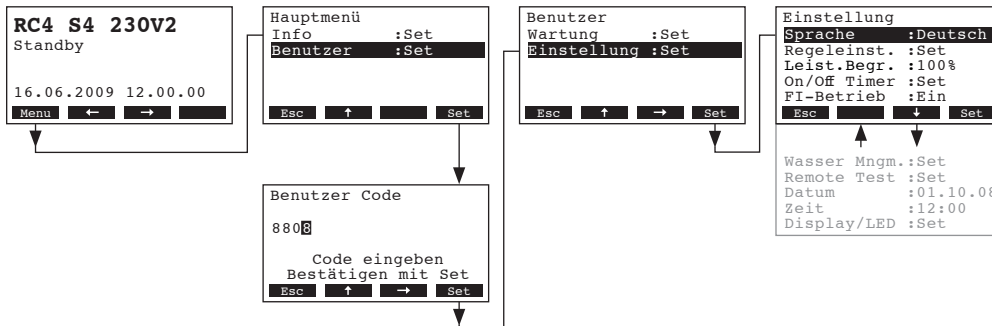 RC4 S4 230V2
Standby
16.06.2009 12.00.00
Menu ← →
Hauptmenü
Info :Set
Benutzer :Set
Esc ↑ Set
Benutzer Code
8808
Code eingeben
Bestätigen mit Set
Esc ↑ → Set
Benutzer
Wartung :Set
Einstellung :Set
Esc ↑ → Set
Einstellung
Sprache :Deutsch
Regeleinst. :Set
Leist.Begr. :100%
On/Off Timer :Set
FI-Betrieb :Ein
Esc ↓ Set
Wasser Mngm.:Set
Remote Test :Set
Datum :01.10.08
Zeit :12:00
Display/LED :Set